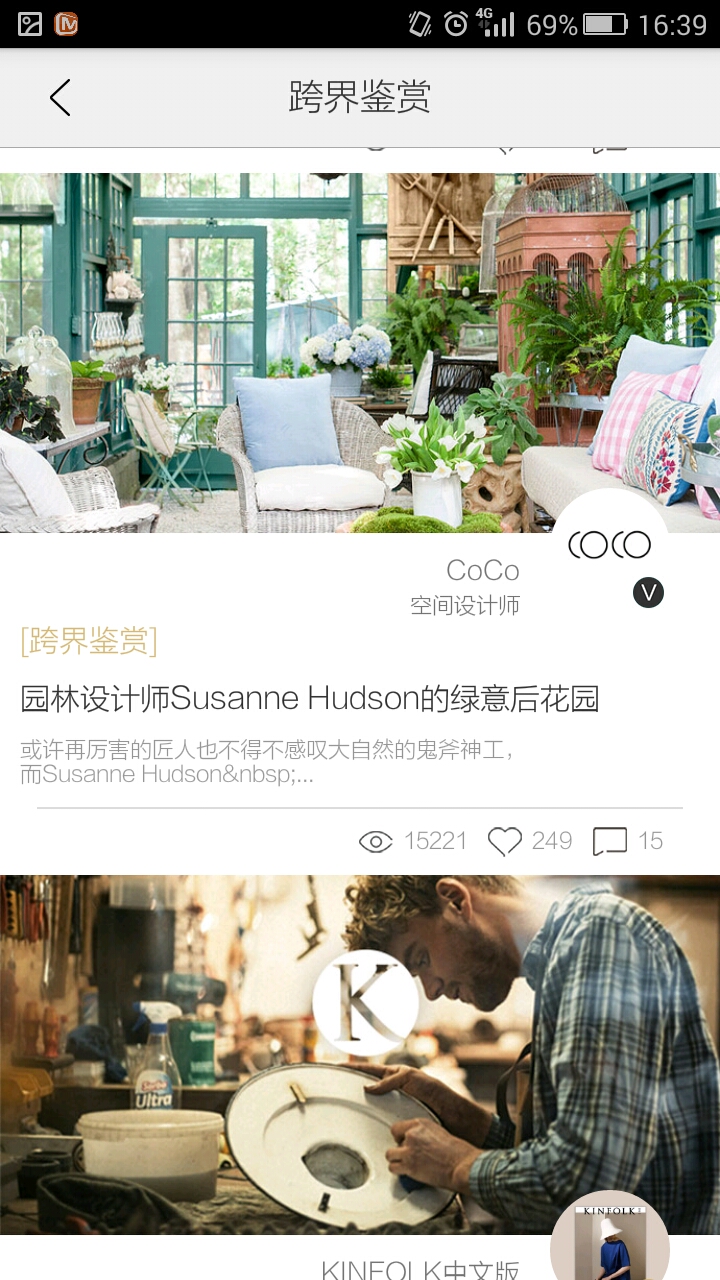 4G 69% 16:39
跨界鉴赏
COCO
CoCo
V
空间设计师
[跨界鉴赏]
园林设计师Susanne Hudson的绿意后花园
或许再厉害的匠人也不得不感叹大自然的鬼斧神工，
而Susanne Hudson&nbsp;...
15221 249 15
K
Ultra
KINFOLK
KINFOLK中文版